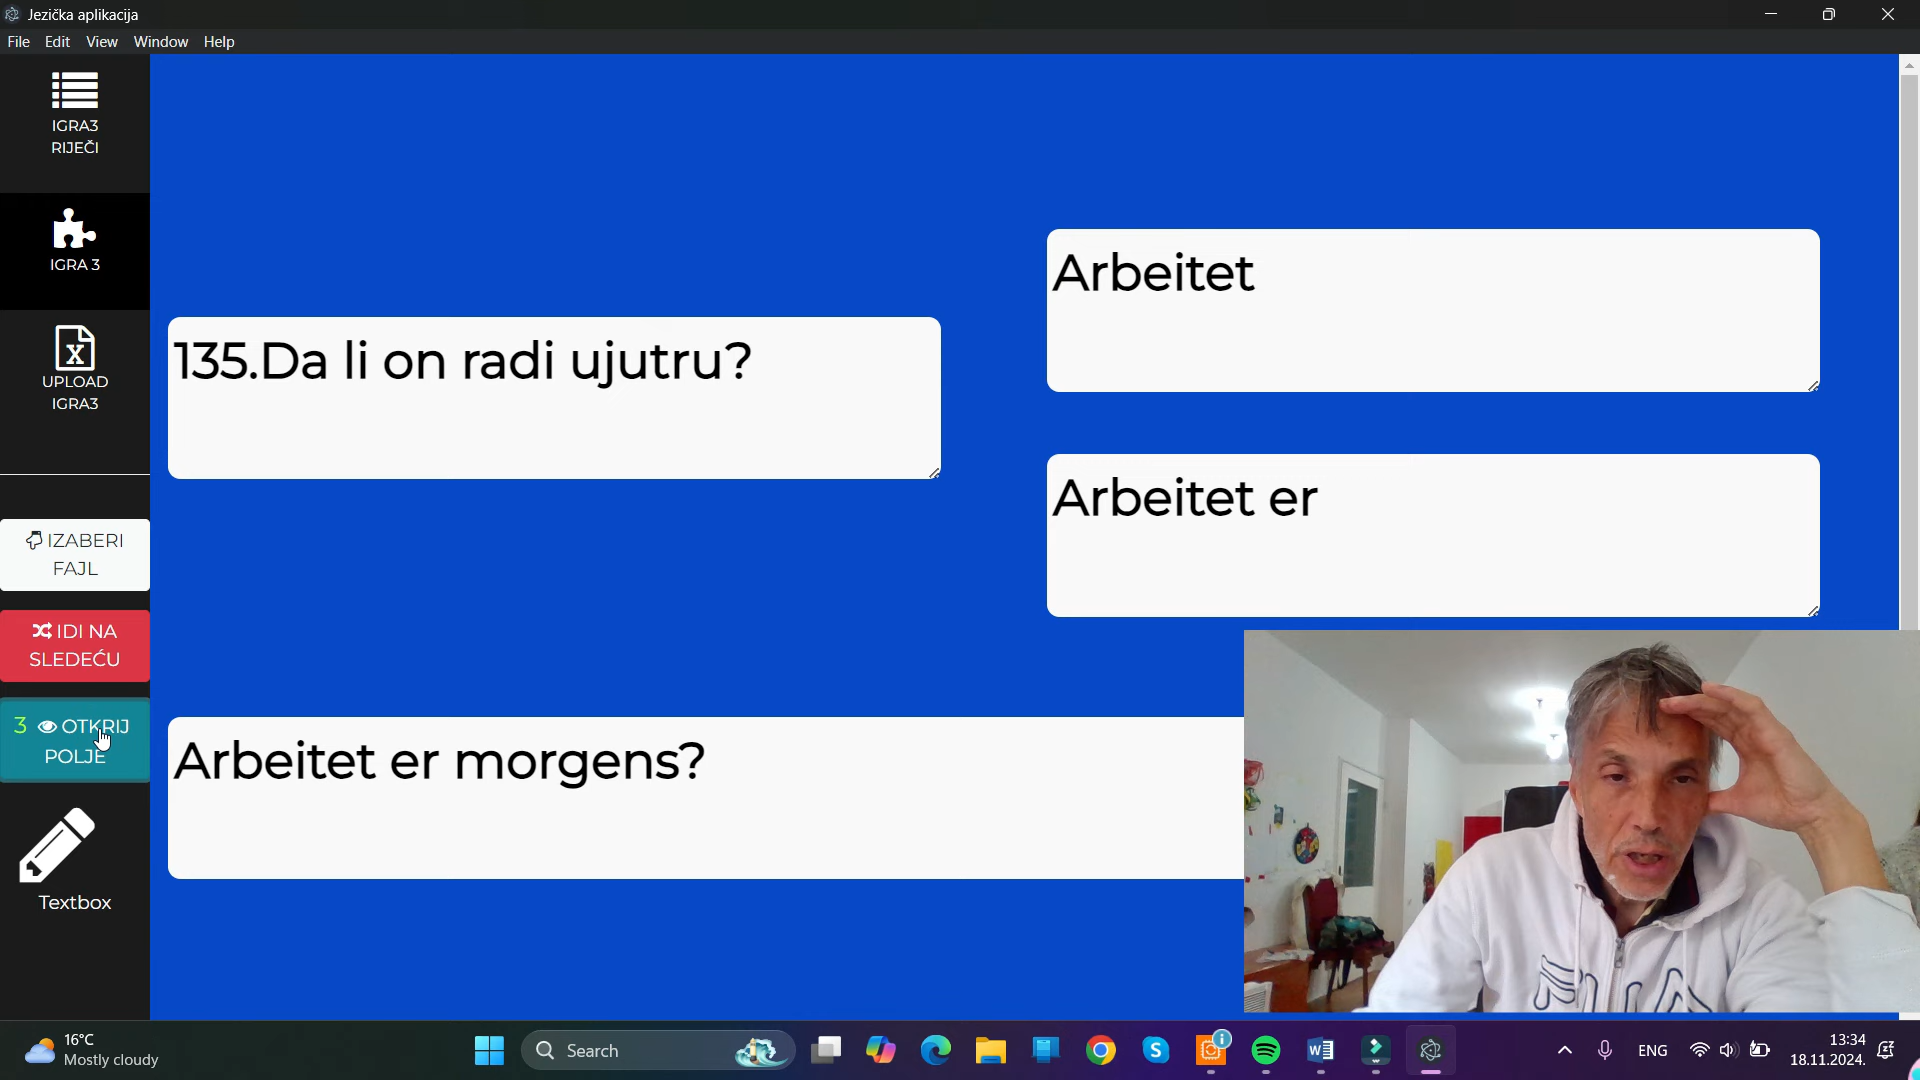 Jezička aplikacija
File Edit View Window Help
IGRA3
RIJEČI
IGRA 3
UPLOAD
IGRA3
IZABERI
FAJL
IDI NA
SLEDEĆU
3 OTKRIJ
POLJE
Textbox
135.Da li on radi ujutru?
Arbeitet
Arbeitet er
Arbeitet er morgens?
16°C
Mostly cloudy
Search
ENG
13:34
18.11.2024.